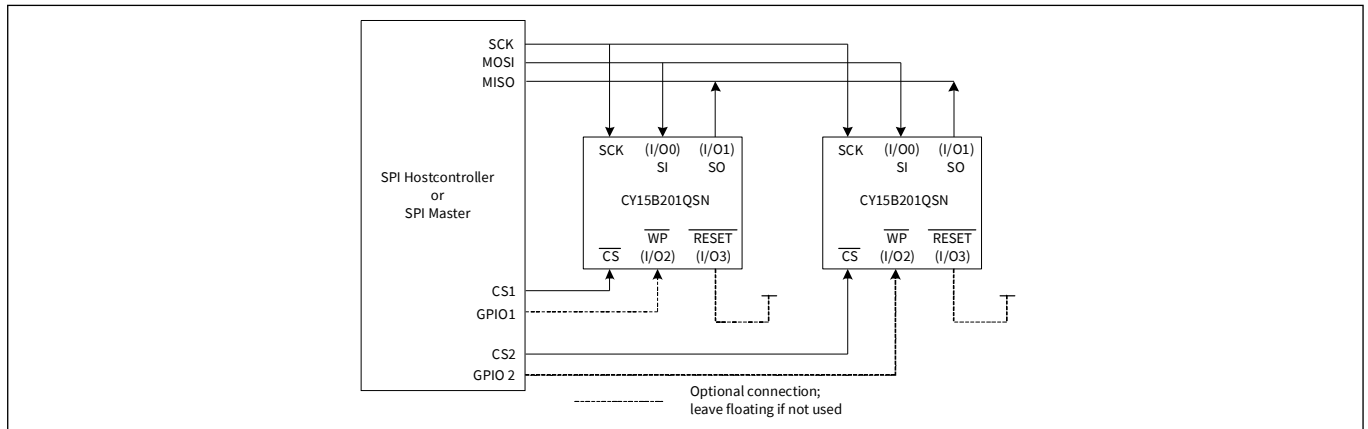 SCK
MOSI
MISO
SPI Hostcontroller
or
SPI Master
CS1
GPIO1
CS2
GPIO 2
SCK (I/O0) (I/O1)
SI SO
CY15B201QSN
WP RESET
CS (I/O2) (I/O3)
SCK (I/O0) (I/O1)
SI SO
CY15B201QSN
WP RESET
CS (I/O2) (I/O3)
Optional connection;
leave floating if not used